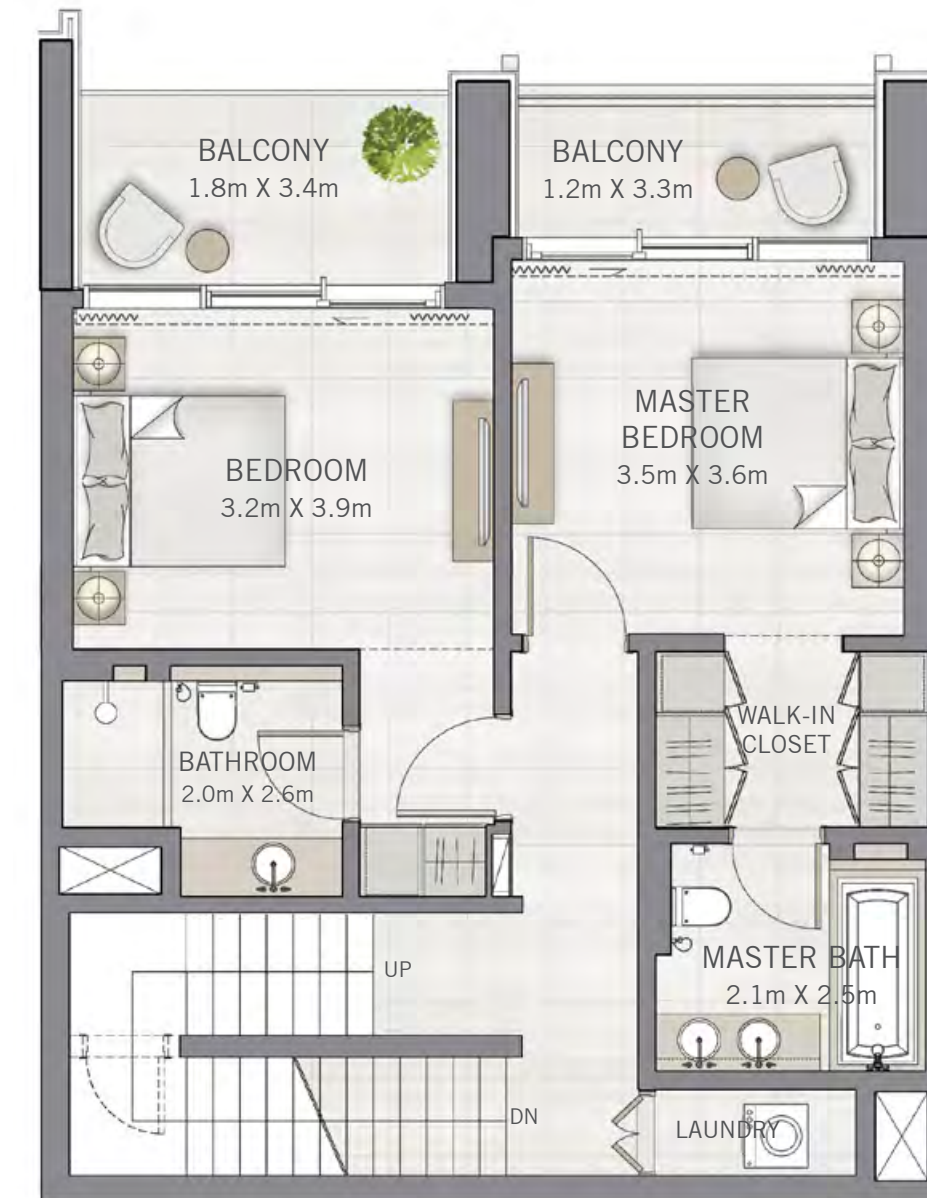 BALCONY
1.8m X 3.4m
BALCONY
1.2m X 3.3m
MASTER
BEDROOM
3.5m X 3.6m
BEDROOM
3.2m X 3.9m
WALK-IN
CLOSET
BATHROOM
2.0m X 2.6m
MASTER BATH
2.1m X 2.5m
UP
DN
LAUNDRY